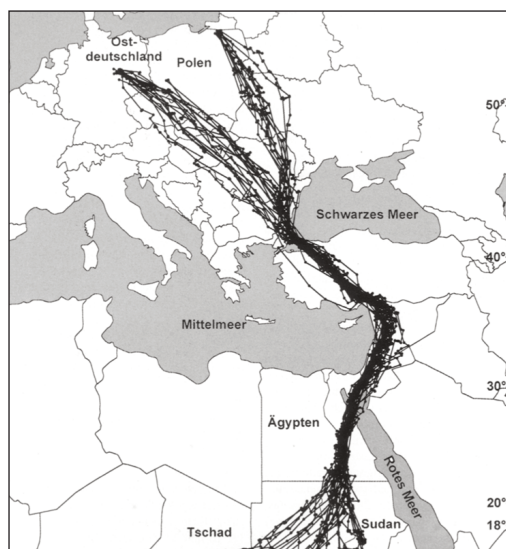 Ost-
deutschland
Polen
50°
Schwarzes Meer
40°
Mittelmeer
30°
Ägypten
Rotes Meer
20°
Tschad
Sudan
18°